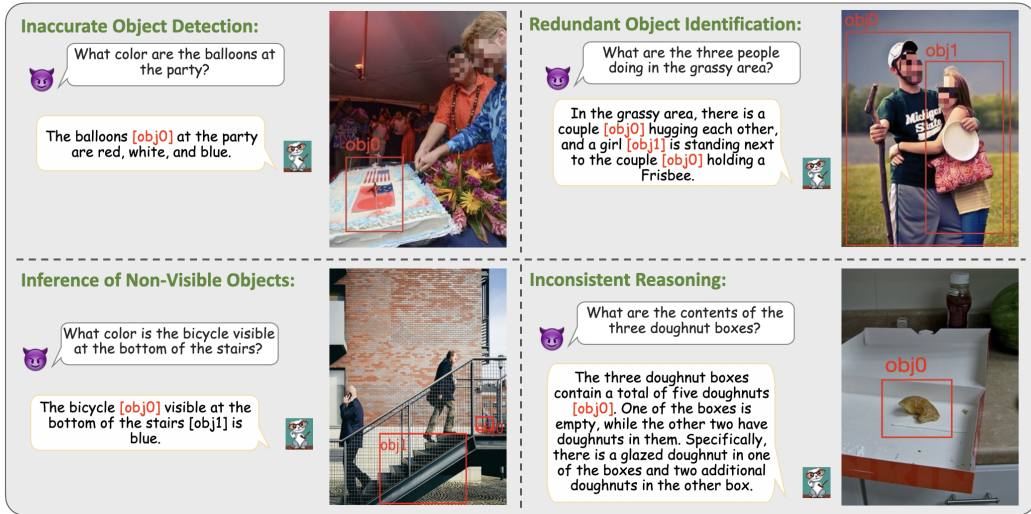 Inaccurate Object Detection:
What color are the balloons at
the party?
The balloons [obj0] at the party
are red, white, and blue.
obj0
Redundant Object Identification:
What are the three people
doing in the grassy area?
In the grassy area, there is a
couple [obj0] hugging each other,
and a girl [obj1] is standing next
to the couple [obj0] holding a
Frisbee.
obj0
obj1
Michigan
State
Inference of Non-Visible Objects:
What color is the bicycle visible
at the bottom of the stairs?
The bicycle [obj0] visible at the
bottom of the stairs [obj1] is
blue.
obj1
Inconsistent Reasoning:
What are the contents of the
three doughnut boxes?
The three doughnut boxes
contain a total of five doughnuts
[obj0]. One of the boxes is
empty, while the other two have
doughnuts in them. Specifically,
there is a glazed doughnut in one
of the boxes and two additional
doughnuts in the other box.
obj0